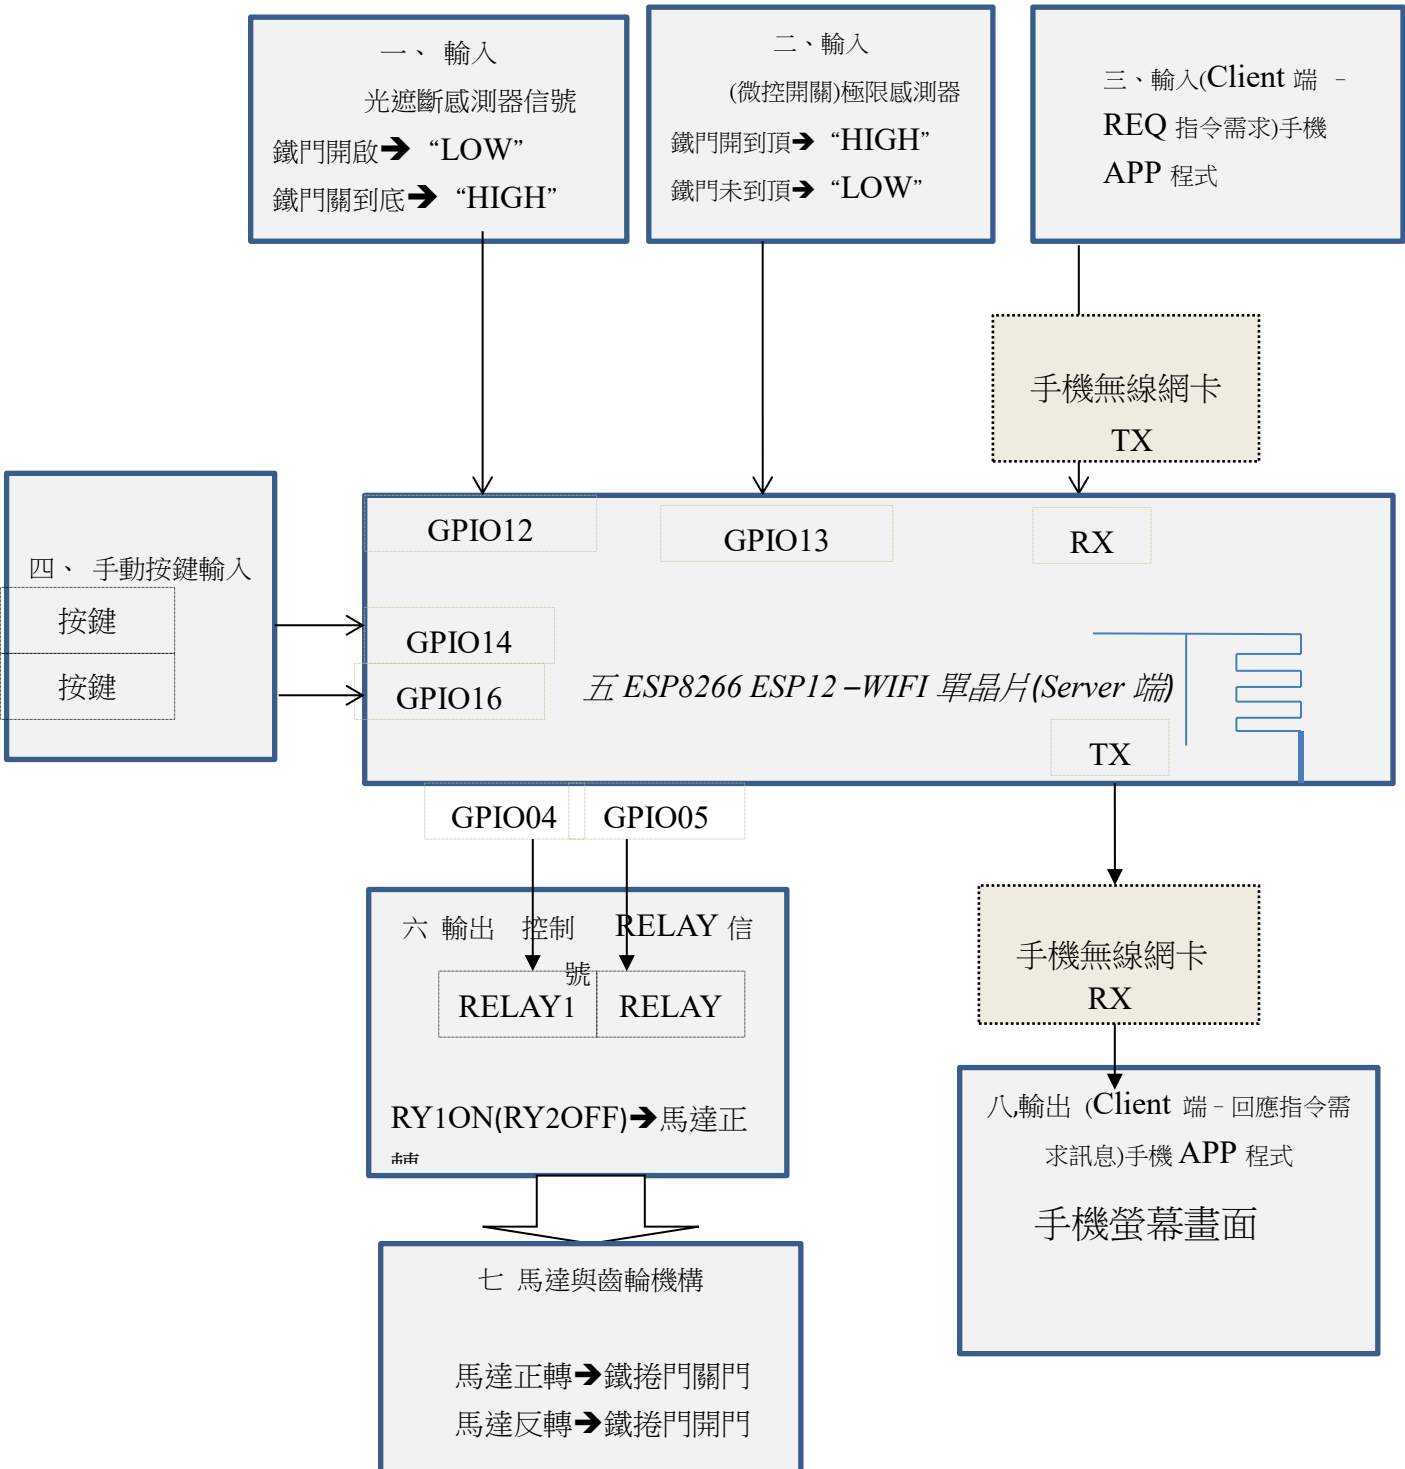 一、 輸入
光遮斷感測器信號
鐵門開啟➔ “LOW”
鐵門關到底➔ “HIGH”
二、輸入
(微控開關)極限感測器
鐵門開到頂➔ “HIGH”
鐵門未到頂➔ “LOW”
三、輸入(Client 端 –
REQ 指令需求)手機
APP 程式
手機無線網卡
TX
四、 手動按鍵輸入
按鍵
按鍵
GPIO12
GPIO13
RX
GPIO14
GPIO16
五 ESP8266 ESP12 –WIFI 單晶片(Server 端)
TX
GPIO04
GPIO05
六 輸出 控制 RELAY 信
號
RELAY1
RELAY
RY1ON(RY2OFF)➔馬達正
轉
手機無線網卡
RX
七 馬達與齒輪機構
馬達正轉➔鐵捲門關門
馬達反轉➔鐵捲門開門
八,輸出 (Client 端–回應指令需
求訊息)手機 APP 程式
手機螢幕畫面